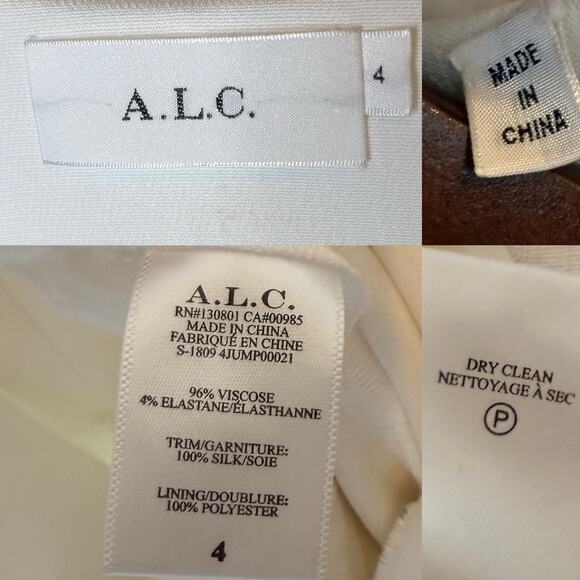 A.L.C.
4
MADE
IN
CHINA
A.L.C.
RN#130801 CA#00985
MADE IN CHINA
FABRIQUÉ EN CHINE
S-1809 4JUMP00021
96% VISCOSE
4% ELASTANE/ÉLASTHANNE
TRIM/GARNITURE:
100% SILK/SOIE
LINING/DOUBLURE:
100% POLYESTER
4
DRY CLEAN
NETTOYAGE À SEC
P